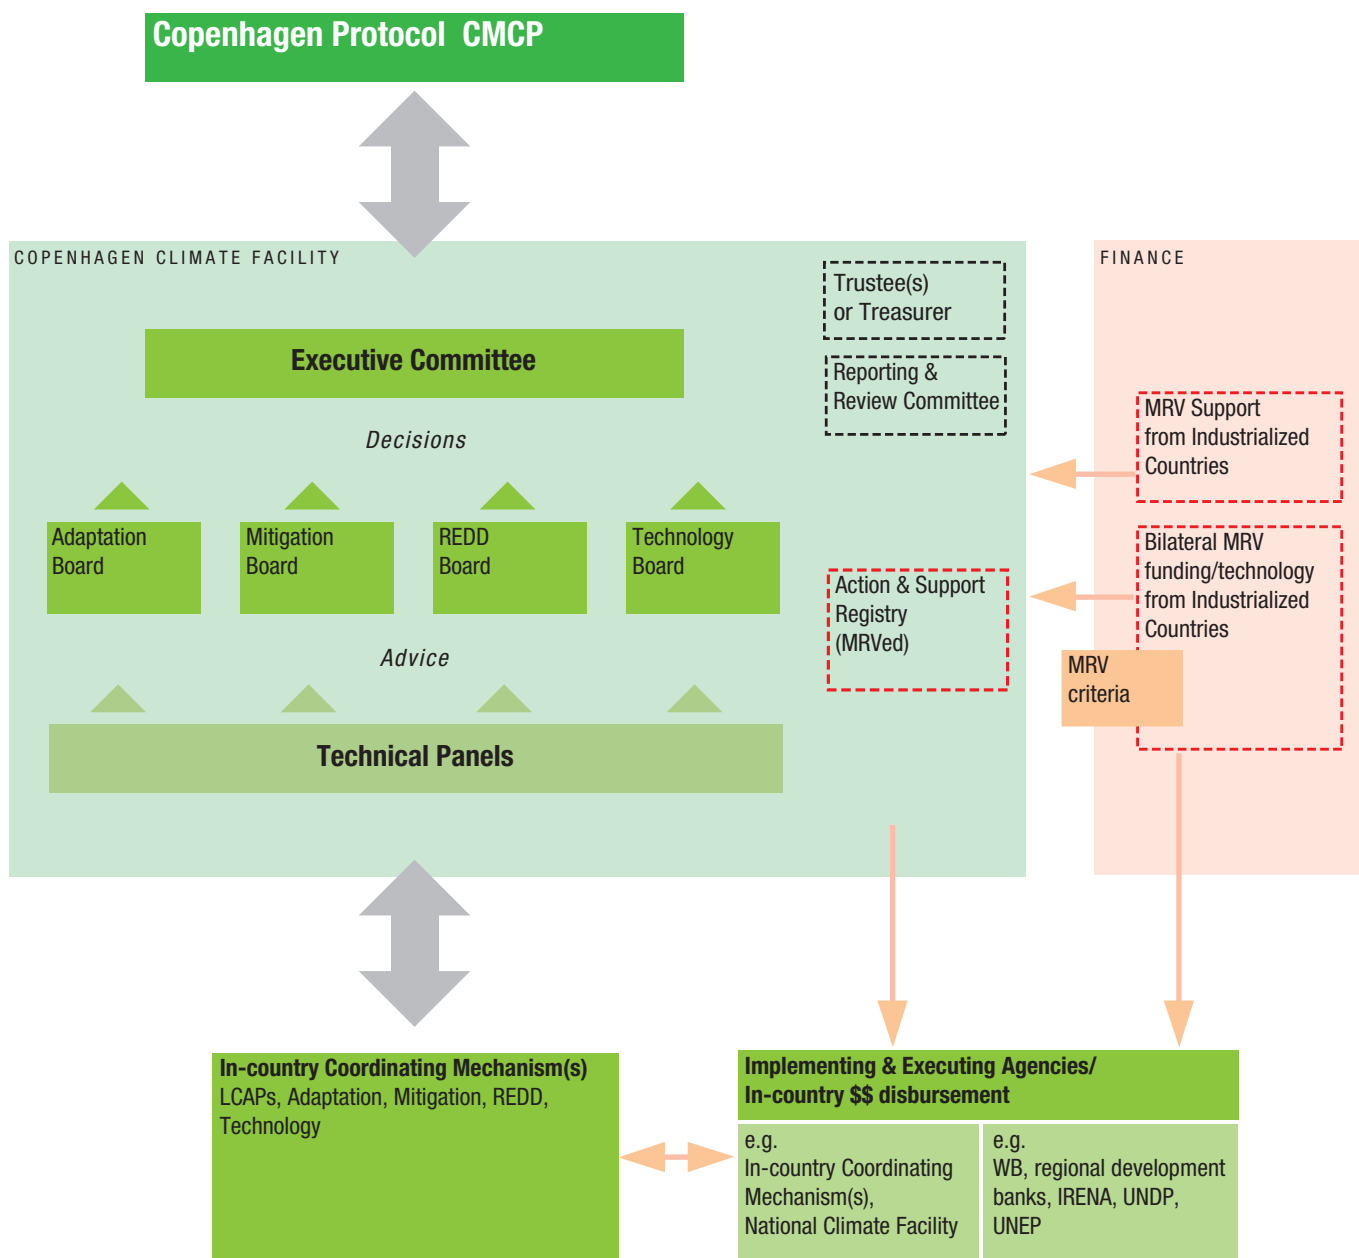 Copenhagen Protocol CMCP
COPENHAGEN CLIMATE FACILITY
Executive Committee
Decisions
Adaptation
Board
Mitigation
Board
REDD
Board
Technology
Board
Advice
Technical Panels
Trustee(s)
or Treasurer
Reporting &
Review Committee
Action & Support
Registry
(MRVed)
FINANCE
MRV Support
from Industrialized
Countries
Bilateral MRV
funding/technology
from Industrialized
Countries
MRV
criteria
In-country Coordinating Mechanism(s)
LCAPs, Adaptation, Mitigation, REDD,
Technology
Implementing & Executing Agencies/
In-country $$ disbursement
e.g.
In-country Coordinating
Mechanism(s),
National Climate Facility
e.g.
WB, regional development
banks, IRENA, UNDP,
UNEP